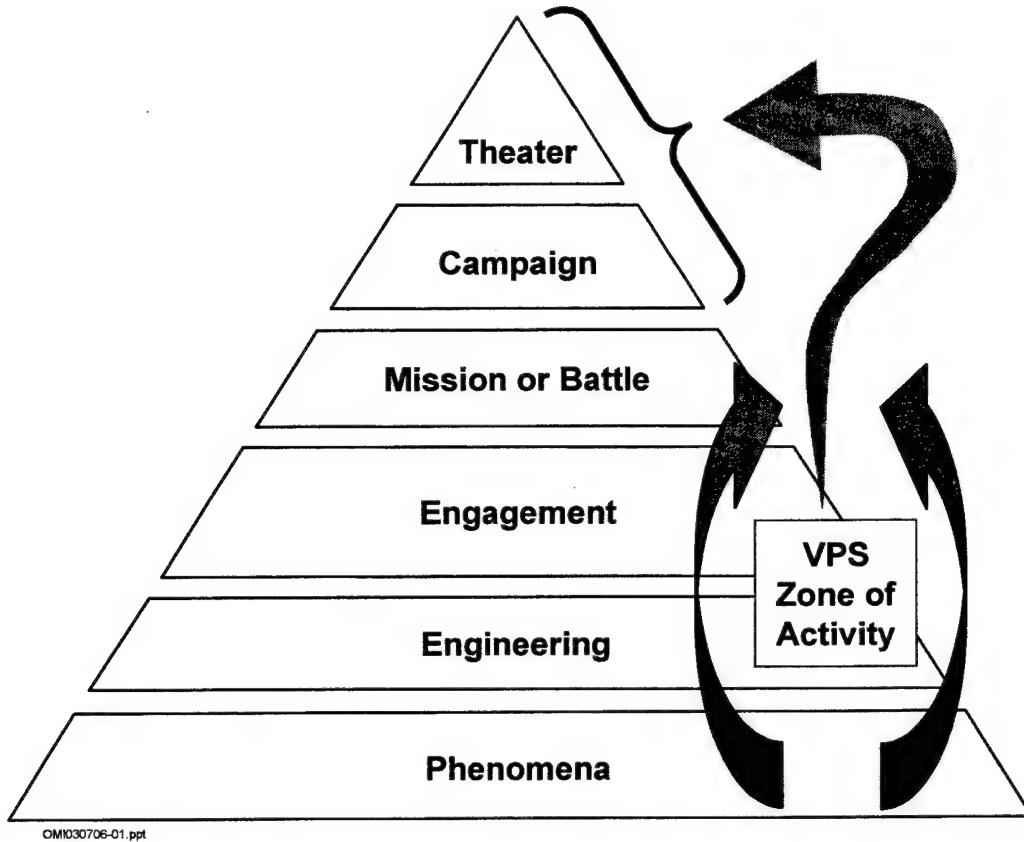 Theater
Campaign
Mission or Battle
Engagement
VPS
Zone of
Activity
Engineering
Phenomena
OMI030706-01.ppt